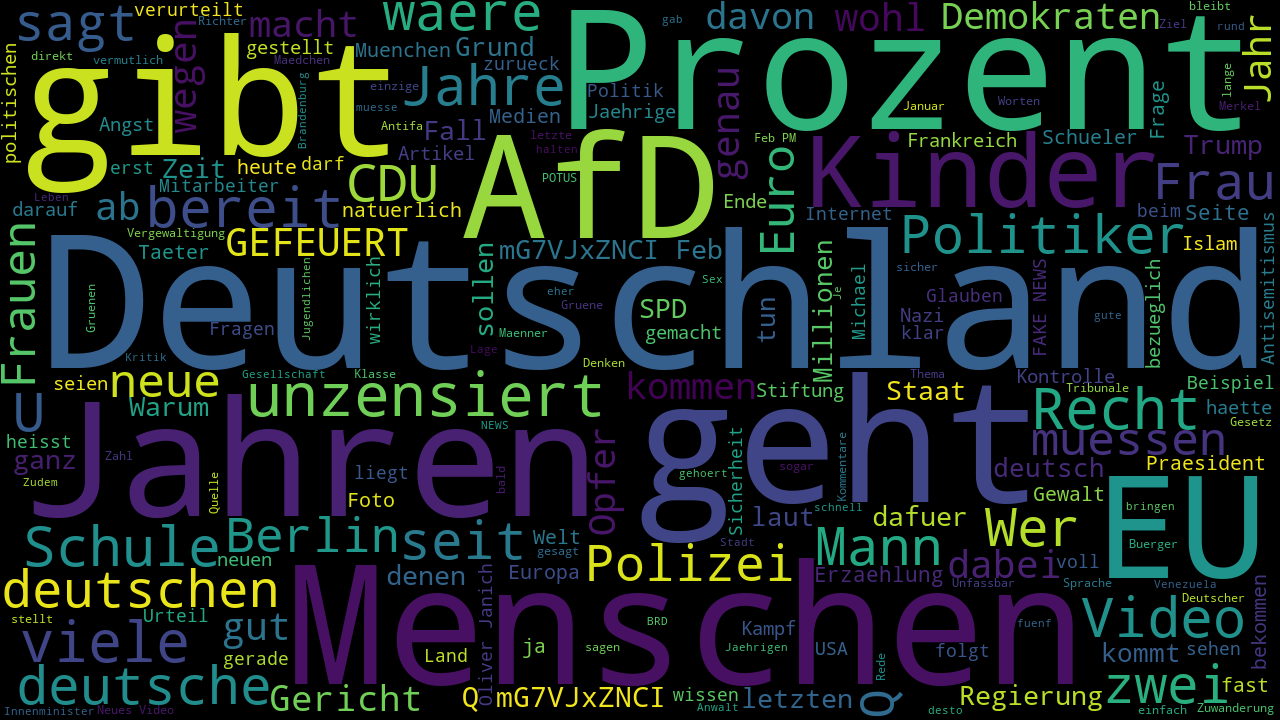 sagt
verurteilt
Richter
macht
waere
gab
davon
wohl
Demokraten
bleibt
Ziel
rund
direkt
vermutlich
gestellt
Maedchen
Muenchen
Grund
zurueck
Prozent
Jahr
politischen
gibt
wegen
einzige
Jahre
Politik
Jaehrige
genau
Januar
Worten
Frage
lange
Merkel
Angst
Brandenburg
muesse
Medien
Antifa
Fall
letzte
halten
Feb PM
Kinder
Frankreich
Schueler
Trump
erst
Zeit
heute
darf
Artikel
AfD
POTUS
Euro
Mitarbeiter
CDU
Frau
Leben
darauf
ab
bereit
natuerlich
Ende
Internet
beim
Seite
Frauen
Vergewaltigung
Taeter
GEFEUERT
mG7VJxZNCI Feb
Politiker
Islam
Antisemitismus
Deutschland
Gruenen
Jugendlichen
wirklich
sollen
eher
Gruene
Sex
SPD
tun
Millionen
Je
Michael
sicher
Glauben
Nazi
klar
FAKE NEWS
gute
bezueglich
Fragen
Maenner
gemacht
Kritik
Lage
Denken
seien
neue
Gesellschaft
Klasse
unzensiert
kommen
Stiftung
Thema
Staat
Kontrolle
Tribunale
Beispiel
U
Warum
NEWS
Recht
haette
Gesetz
heisst
ganz
Zahl
Jahren
geht
muessen
Zudem
Quelle
liegt
Foto
bald
Opfer
gehoert
Sicherheit
sogar
Kommentare
deutsch
Praesident
Gewalt
EU
bringen
Schule
Berlin
seit
Welt
gesagt
Stadt
laut
schnell
dafuer
Wer
Buerger
neuen
deutschen
denen
Europa
Polizei
Mann
Erzaehlung
dabei
voll
Unfassbar
Sprache
Venezuela
Deutscher
bekommen
stellt
Urteil
Menschen
viele
gut
Oliver Janich
ja
sagen
BRD
Kampf
Jaehrigen
USA
Rede
folgt
fuenf
Video
kommt
sehen
gerade
Land
deutsche
Gericht
Q
mG7VJxZNCI
wissen
Anwalt
letzten
Q
Regierung
zwei
fast
Innenminister
Neues Video
desto
einfach
Zuwanderung